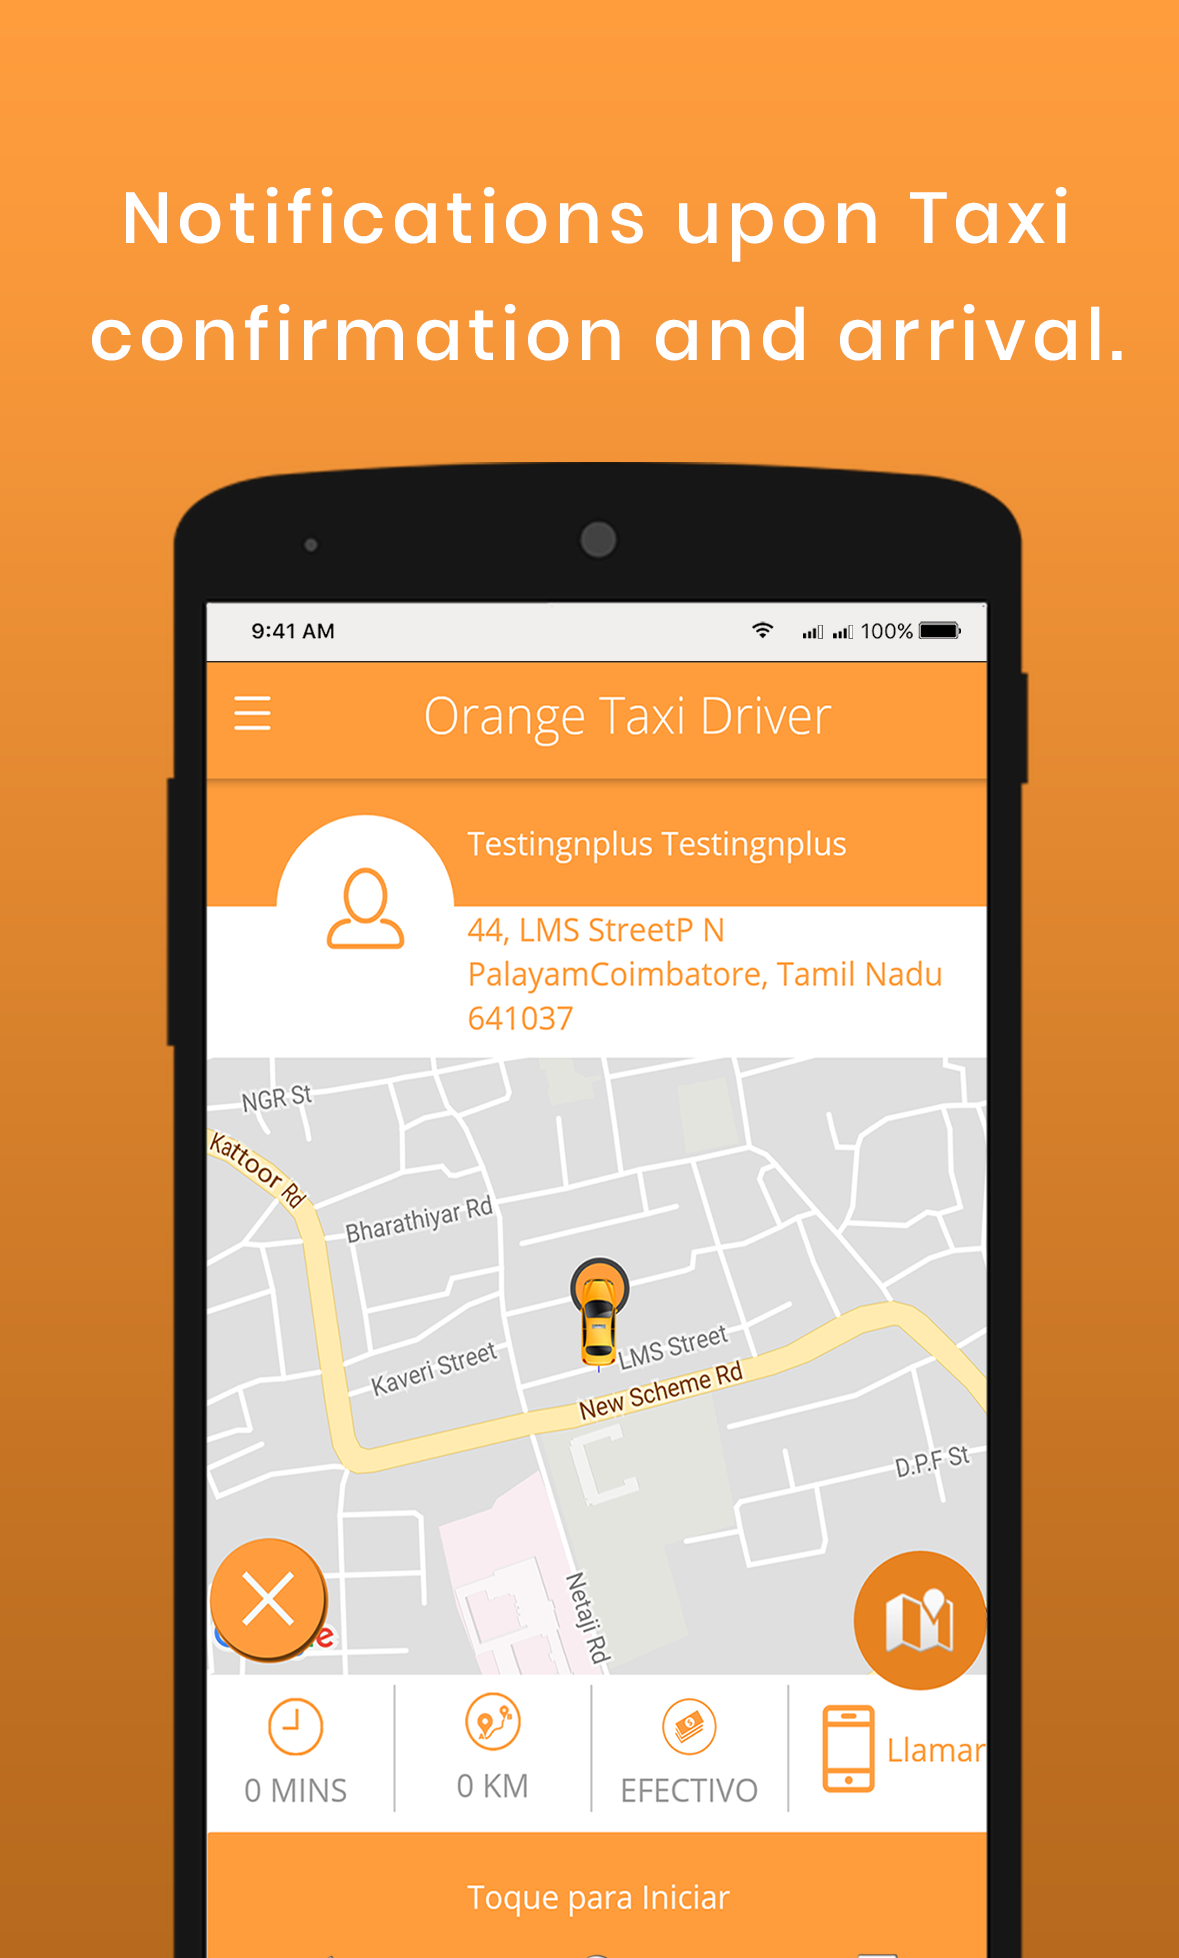 Notifications upon Taxi
confirmation and arrival.
9:41 AM
100%
Orange Taxi Driver
Testingnplus Testingnplus
44, LMS StreetP N
PalayamCoimbatore, Tamil Nadu
641037
NGR St
Kattoor Rd
Bharathiyar Rd
Kaveri Street
LMS Street
New Scheme Rd
D.P.F St
Netaji Rd
0 MINS
0 KM
EFECTIVO
Llamar
Toque para Iniciar